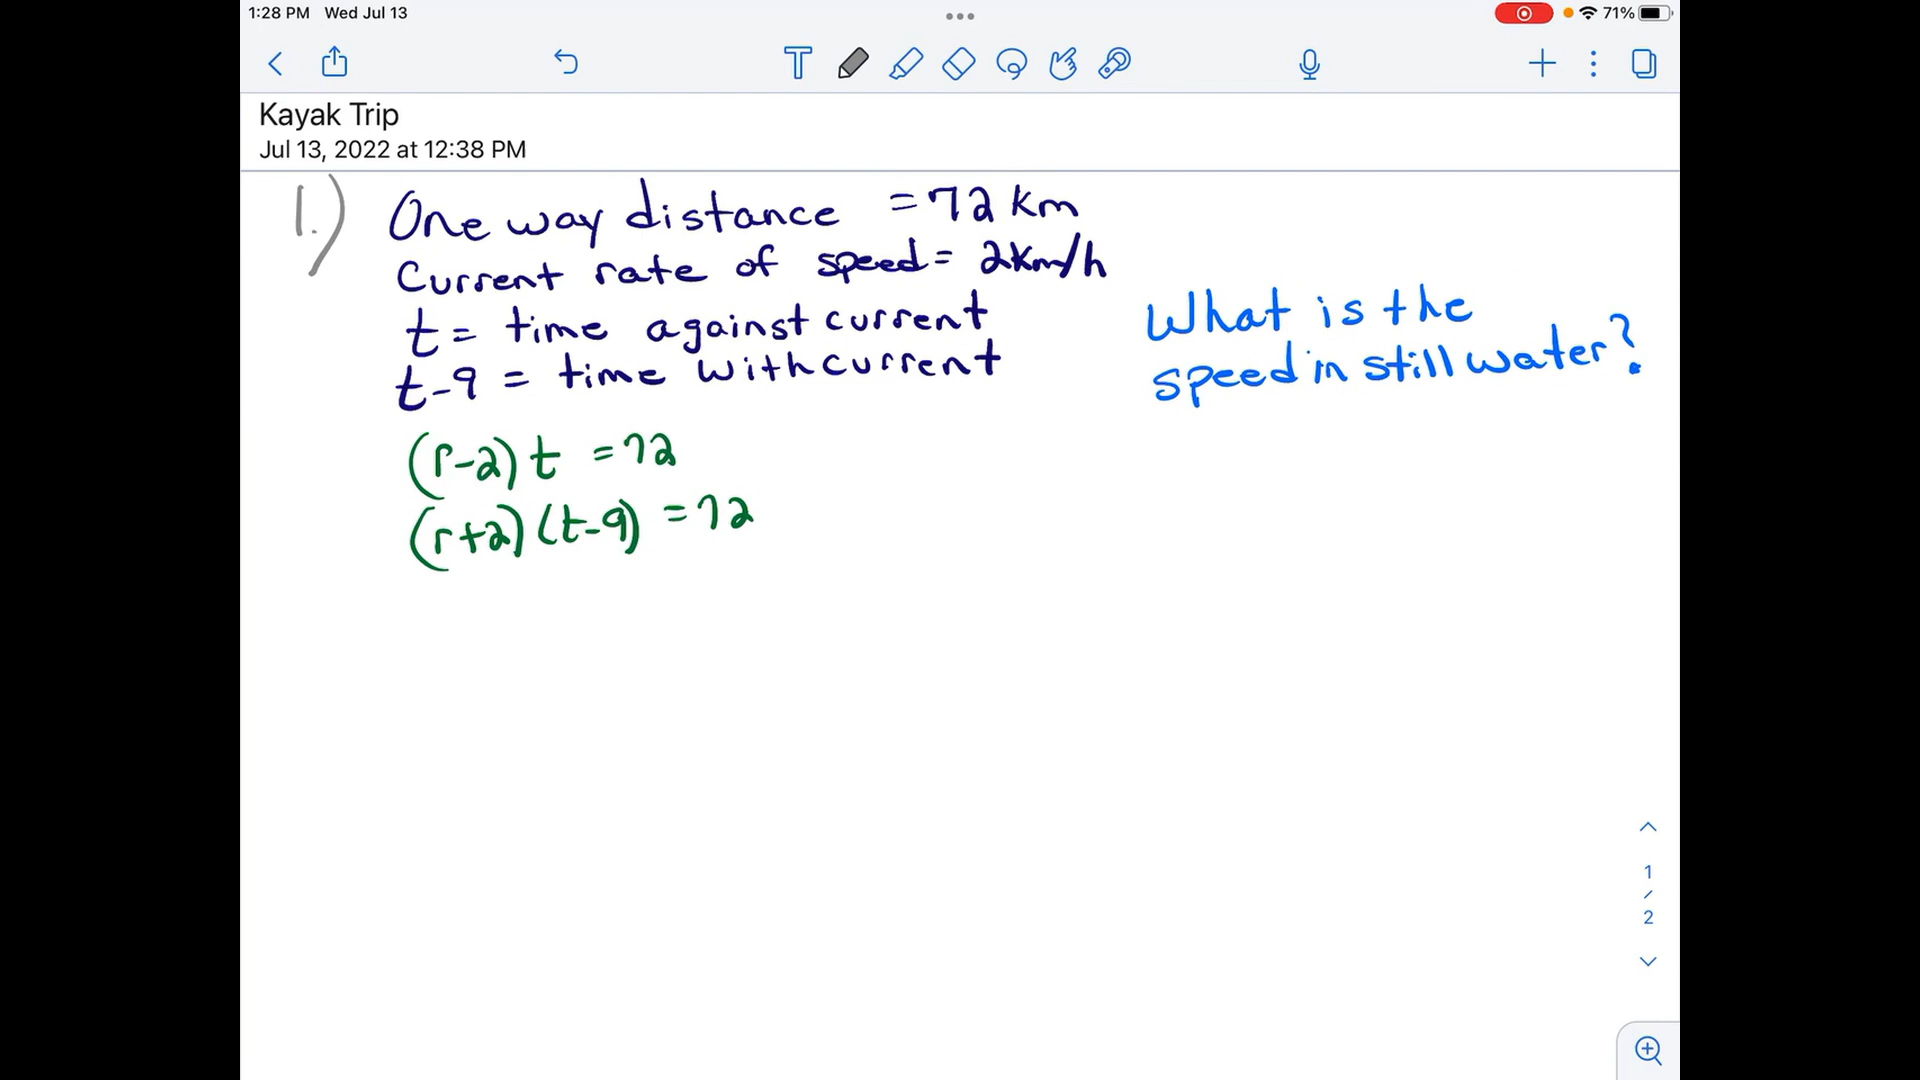 1:28 PM Wed Jul 13
71%
Kayak Trip
Jul 13, 2022 at 12:38 PM
1.) One way distance = 72 km
Current rate of speed = 2km/h
t = time against current
t-9 = time with current
What is the
speed in still water?
(r-2) t = 72
(r+2) (t-9) = 72
1
/
2